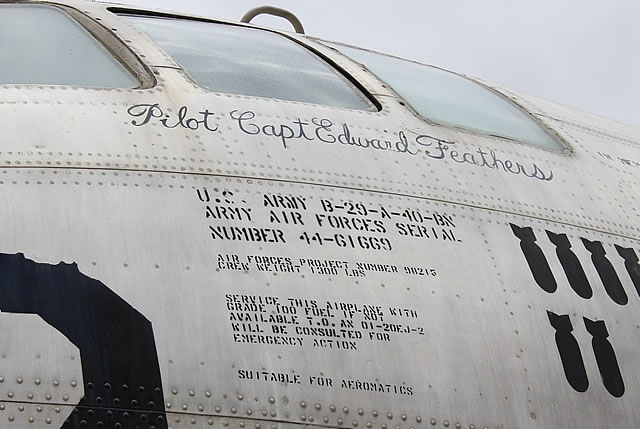 Pilot Capt Edward Feathers
U.S. ARMY B-29-A-40-BN
ARMY AIR FORCES SERIAL
NUMBER 44-61669
AIR FORCES PROJECT NUMBER 98215
CREW WEIGHT 1300 LBS
SERVICE THIS AIRPLANE WITH
GRADE 100 FUEL IF NOT
AVAILABLE T.O. AN 01-20EJ-2
WILL BE CONSULTED FOR
EMERGENCY ACTION
SUITABLE FOR AEROMATICS